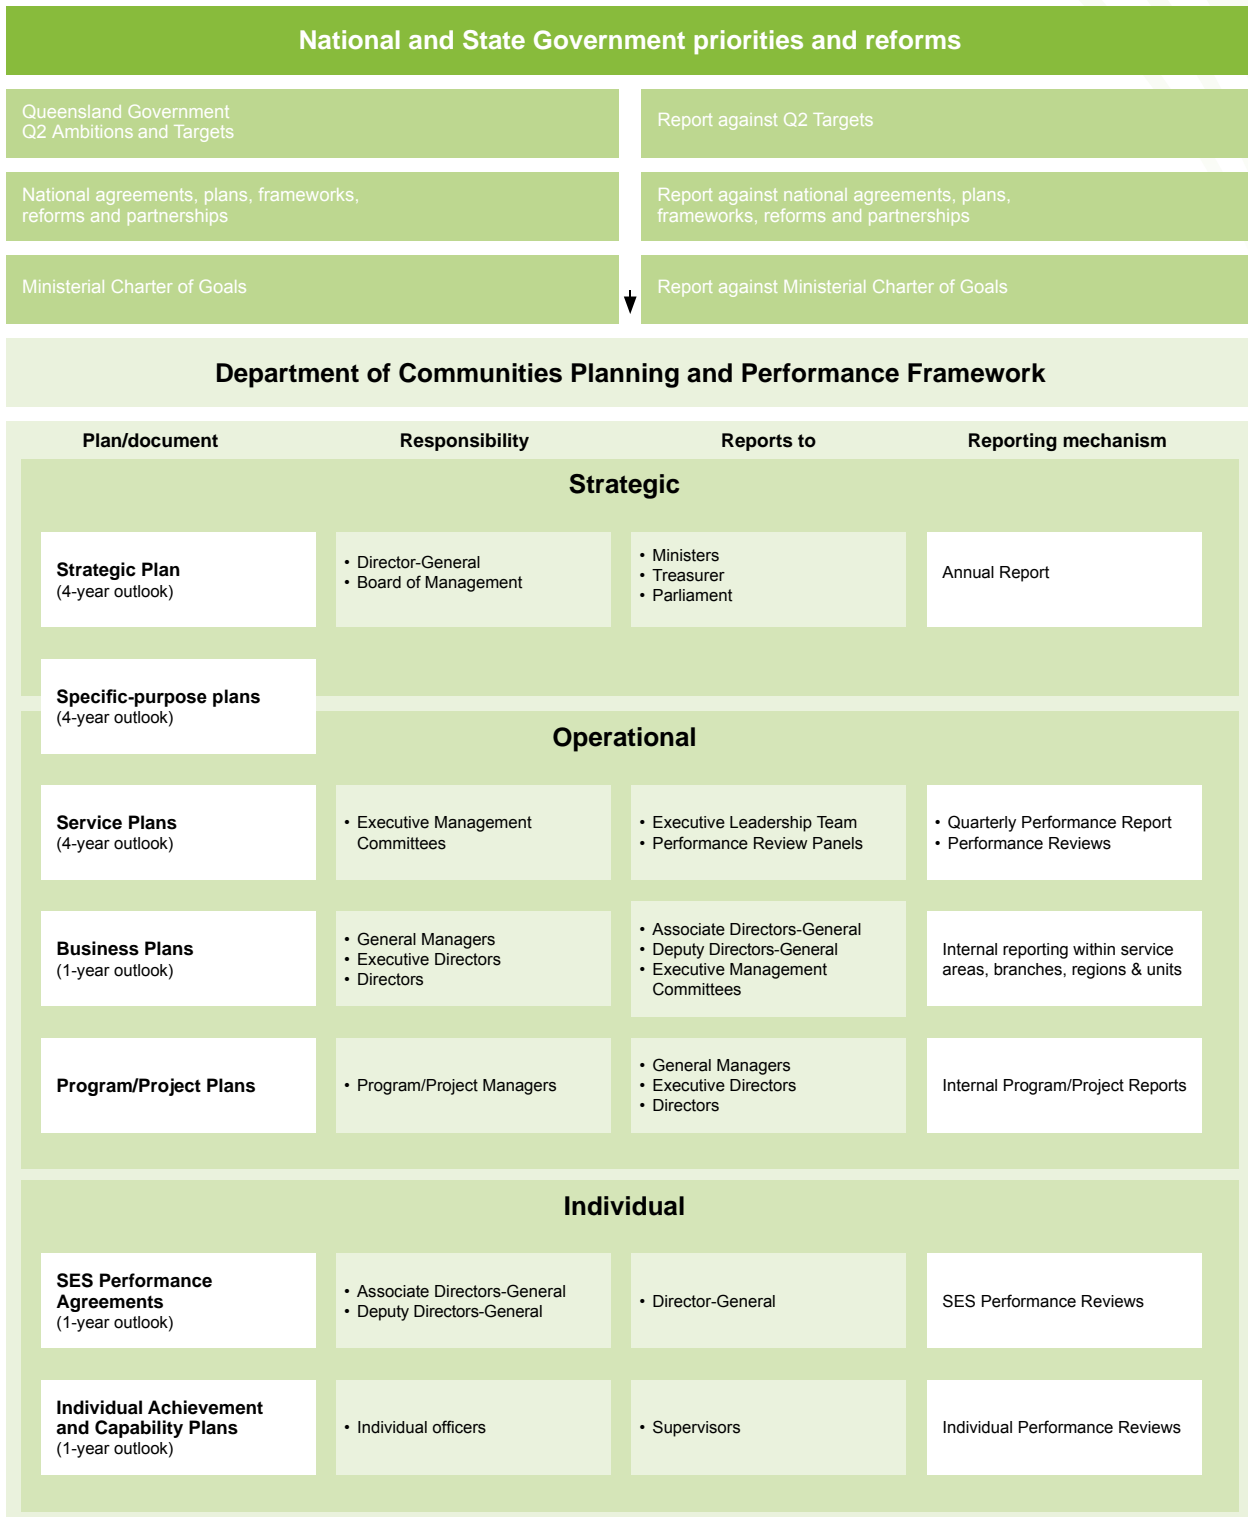 National and State Government priorities and reforms
Queensland Government
Q2 Ambitions and Targets
Report against Q2 Targets
National agreements, plans, frameworks,
reforms and partnerships
Report against national agreements, plans,
frameworks, reforms and partnerships
Ministerial Charter of Goals
Report against Ministerial Charter of Goals
Department of Communities Planning and Performance Framework
Plan/document
Responsibility
Reports to
Reporting mechanism
Strategic
Strategic Plan
(4-year outlook)
• Director-General
• Board of Management
• Ministers
• Treasurer
• Parliament
Annual Report
Specific-purpose plans
(4-year outlook)
Operational
Service Plans
(4-year outlook)
• Executive Management
Committees
• Executive Leadership Team
• Performance Review Panels
• Quarterly Performance Report
• Performance Reviews
Business Plans
(1-year outlook)
• General Managers
• Executive Directors
• Directors
• Associate Directors-General
• Deputy Directors-General
• Executive Management
Committees
Internal reporting within service
areas, branches, regions & units
Program/Project Plans
• Program/Project Managers
• General Managers
• Executive Directors
• Directors
Internal Program/Project Reports
Individual
SES Performance
Agreements
(1-year outlook)
• Associate Directors-General
• Deputy Directors-General
• Director-General
SES Performance Reviews
Individual Achievement
and Capability Plans
(1-year outlook)
• Individual officers
• Supervisors
Individual Performance Reviews